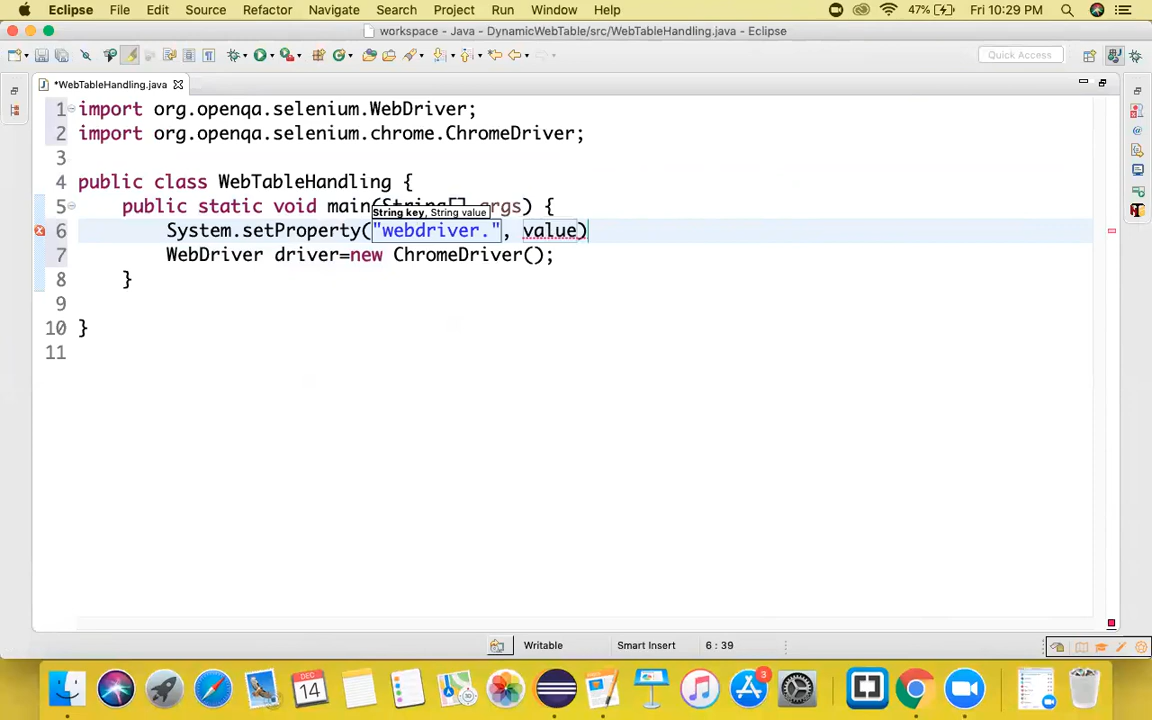 Eclipse File Edit Source Refactor Navigate Search Project Run Window Help 47% Fri 10:29 PM
workspace - Java - DynamicWebTable/src/WebTableHandling.java - Eclipse
Quick Access
*WebTableHandling.java
1 import org.openqa.selenium.WebDriver;
2 import org.openqa.selenium.chrome.ChromeDriver;
3
4 public class WebTableHandling {
5 public static void main(String[] args) {
String key, String value
6 System.setProperty("webdriver.", value)
7 WebDriver driver=new ChromeDriver();
8 }
9
10 }
11
Writable Smart Insert 6 : 39
DEC
14
3